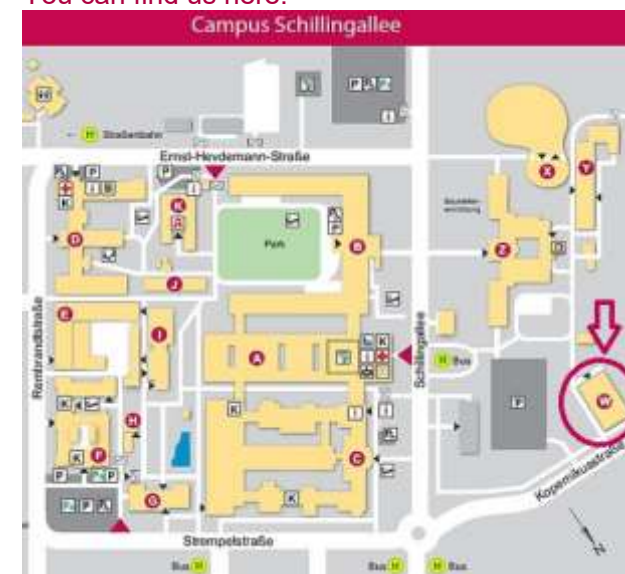 You can find us here:
Campus Schillingallee
H Straßenbahn
Ernst-Heydemann-Straße
Rembrandtstraße
Schillingallee
Park
Strempelstraße
Kopernikusstraße
H Bus
Bus H
Bus H
H Bus
A
B
C
D
E
F
G
H
I
J
K
W
X
Y
Z
N